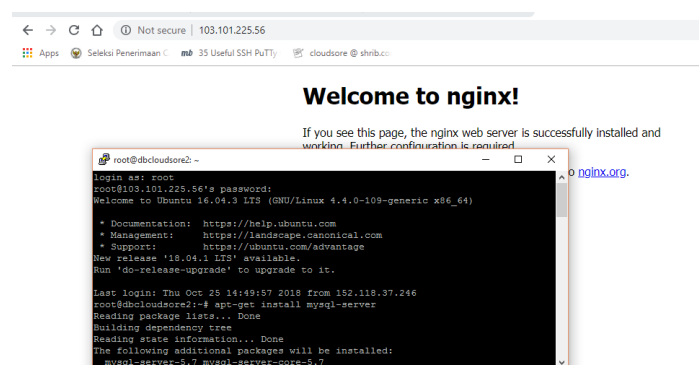 Not secure | 103.101.225.56
Apps Seleksi Penerimaan C mb 35 Useful SSH PuTTy cloudsore @ shrib.co
Welcome to nginx!
If you see this page, the nginx web server is successfully installed and
working. Further configuration is required.
o nginx.org.
root@dbcloudsore2: ~
login as: root
root@103.101.225.56's password:
Welcome to Ubuntu 16.04.3 LTS (GNU/Linux 4.4.0-109-generic x86_64)
* Documentation: https://help.ubuntu.com
* Management: https://landscape.canonical.com
* Support: https://ubuntu.com/advantage
New release '18.04.1 LTS' available.
Run 'do-release-upgrade' to upgrade to it.
Last login: Thu Oct 25 14:49:57 2018 from 152.118.37.246
root@dbcloudsore2:~# apt-get install mysql-server
Reading package lists... Done
Building dependency tree
Reading state information... Done
The following additional packages will be installed:
mysql-server-5.7 mysql-server-core-5.7